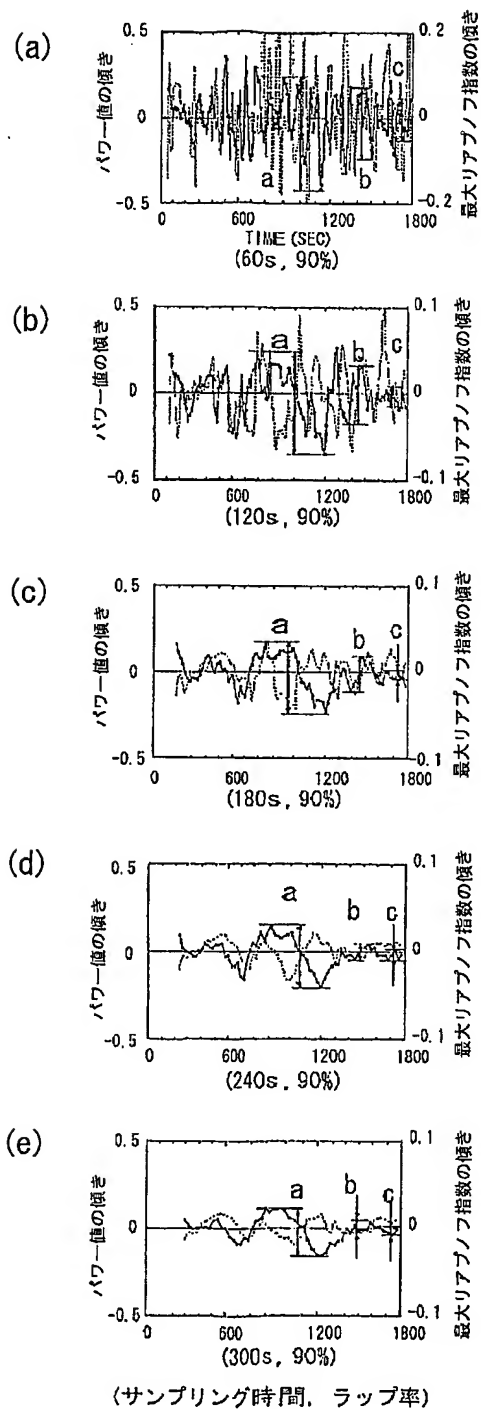 (a)
パワー値の傾き
0.5
0
-0.5
a
b
c
0.2
0
-0.2
最大リアプノフ指数の傾き
0 600 1200 1800
TIME (SEC)
(60s, 90%)
(b)
パワー値の傾き
0.5
0
-0.5
a
b
c
0.1
0
-0.1
最大リアプノフ指数の傾き
0 600 1200 1800
(120s, 90%)
(c)
パワー値の傾き
0.5
0
-0.5
a
b
c
0.1
0
-0.1
最大リアプノフ指数の傾き
0 600 1200 1800
(180s, 90%)
(d)
パワー値の傾き
0.5
0
-0.5
a
b
c
0.1
0
-0.1
最大リアプノフ指数の傾き
0 600 1200 1800
(240s, 90%)
(e)
パワー値の傾き
0.5
0
-0.5
a
b
c
0.1
0
-0.1
最大リアプノフ指数の傾き
0 600 1200 1800
(300s, 90%)
(サンプリング時間, ラップ率)